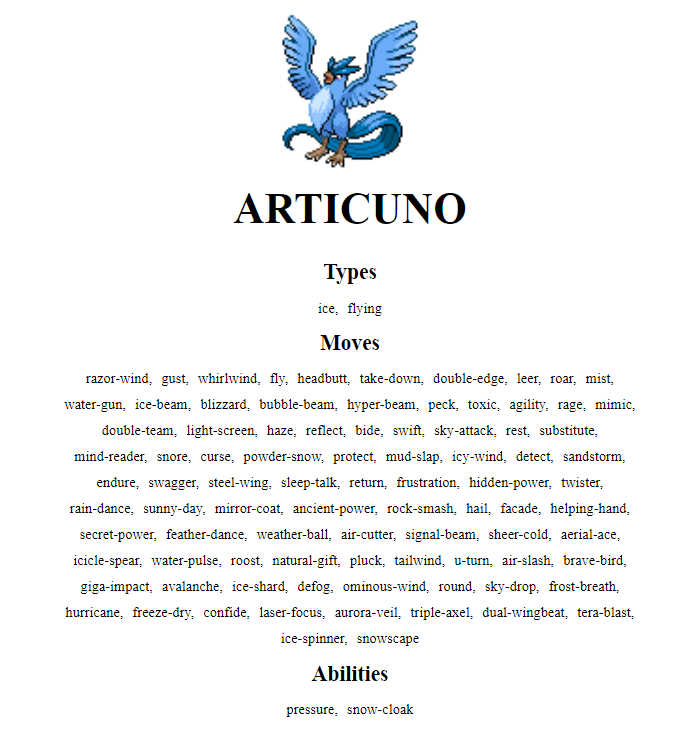 ARTICUNO
Types
ice, flying
Moves
razor-wind, gust, whirlwind, fly, headbutt, take-down, double-edge, leer, roar, mist,
water-gun, ice-beam, blizzard, bubble-beam, hyper-beam, peck, toxic, agility, rage, mimic,
double-team, light-screen, haze, reflect, bide, swift, sky-attack, rest, substitute,
mind-reader, snore, curse, powder-snow, protect, mud-slap, icy-wind, detect, sandstorm,
endure, swagger, steel-wing, sleep-talk, return, frustration, hidden-power, twister,
rain-dance, sunny-day, mirror-coat, ancient-power, rock-smash, hail, facade, helping-hand,
secret-power, feather-dance, weather-ball, air-cutter, signal-beam, sheer-cold, aerial-ace,
icicle-spear, water-pulse, roost, natural-gift, pluck, tailwind, u-turn, air-slash, brave-bird,
giga-impact, avalanche, ice-shard, defog, ominous-wind, round, sky-drop, frost-breath,
hurricane, freeze-dry, confide, laser-focus, aurora-veil, triple-axel, dual-wingbeat, tera-blast,
ice-spinner, snowscape
Abilities
pressure, snow-cloak